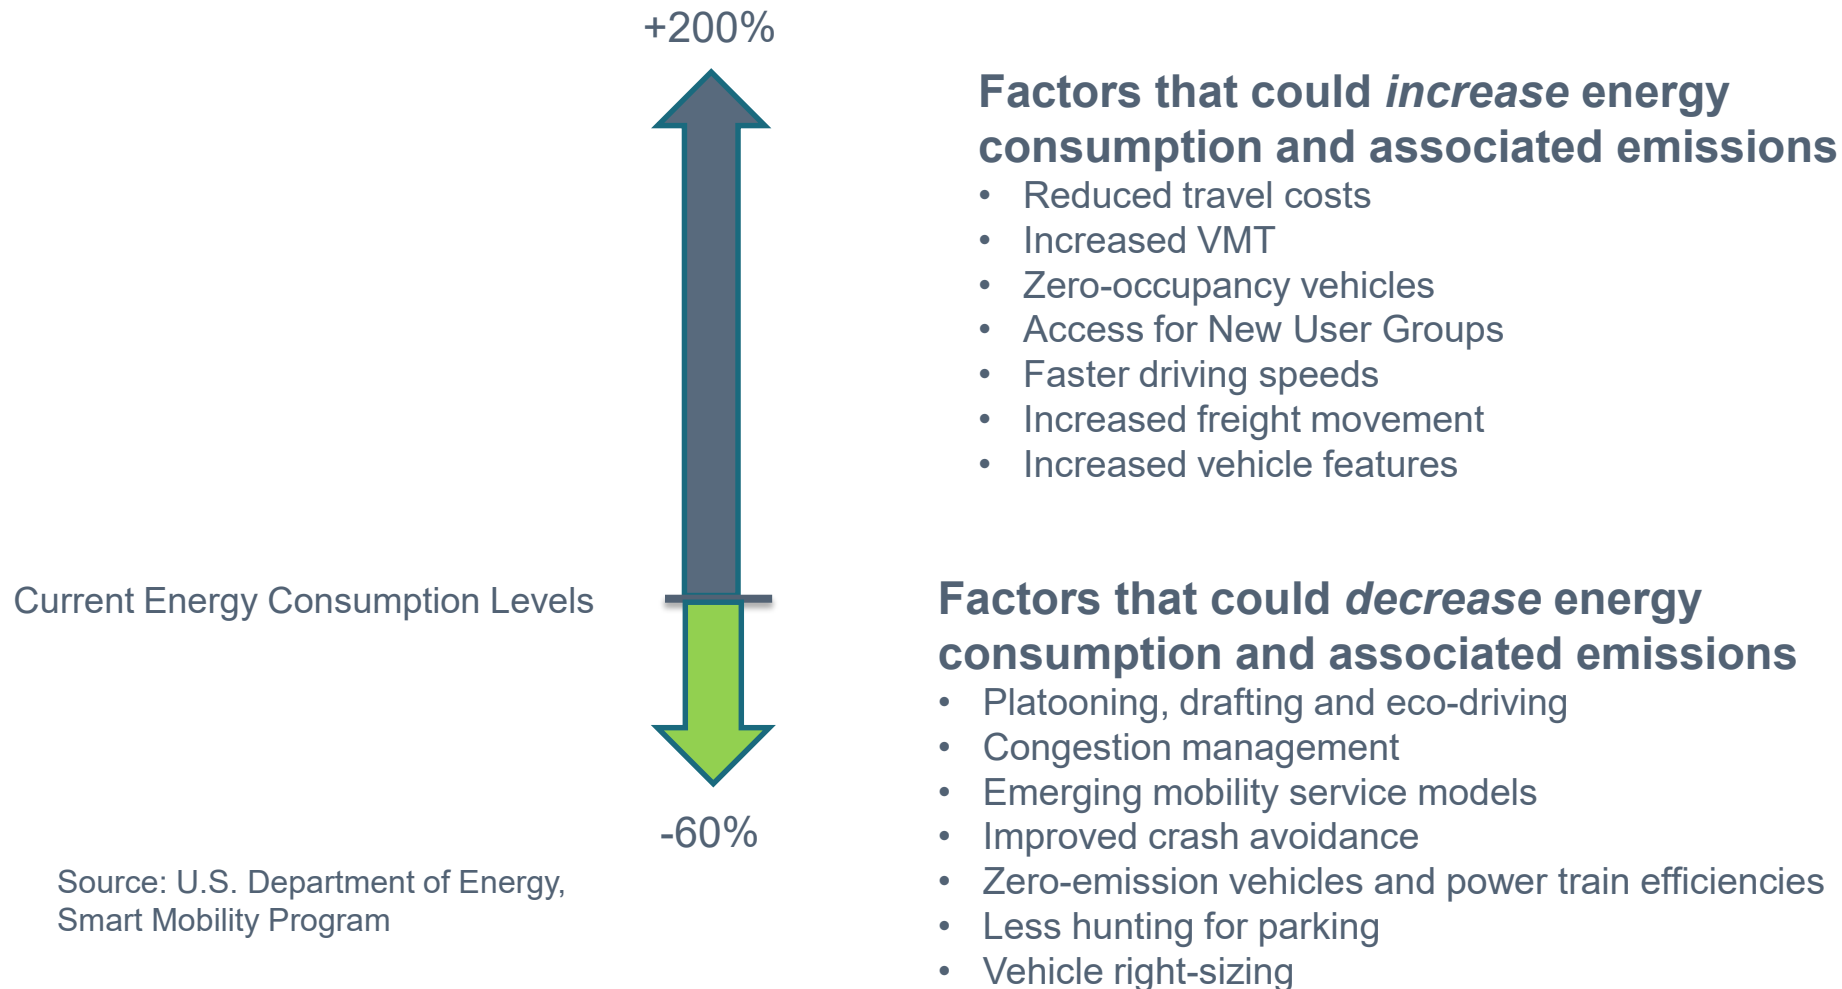 +200%
Factors that could increase energy
consumption and associated emissions
• Reduced travel costs
• Increased VMT
• Zero-occupancy vehicles
• Access for New User Groups
• Faster driving speeds
• Increased freight movement
• Increased vehicle features
Current Energy Consumption Levels
Factors that could decrease energy
consumption and associated emissions
• Platooning, drafting and eco-driving
• Congestion management
• Emerging mobility service models
• Improved crash avoidance
• Zero-emission vehicles and power train efficiencies
• Less hunting for parking
• Vehicle right-sizing
-60%
Source: U.S. Department of Energy,
Smart Mobility Program